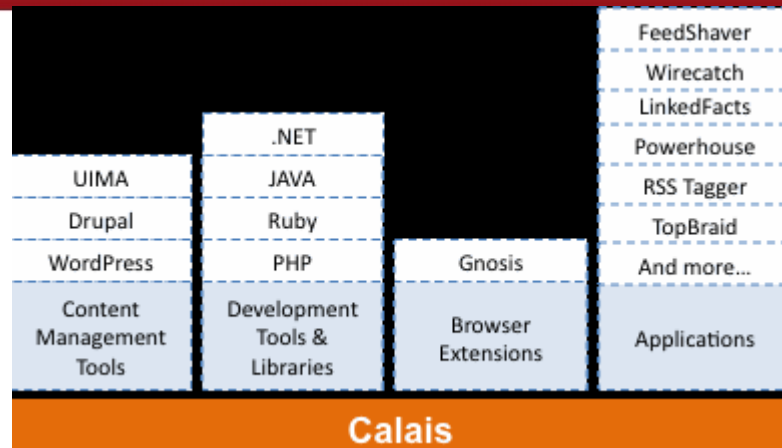 UIMA
Drupal
WordPress
Content
Management
Tools
.NET
JAVA
Ruby
PHP
Development
Tools &
Libraries
Gnosis
Browser
Extensions
FeedShaver
Wirecatch
LinkedFacts
Powerhouse
RSS Tagger
TopBraid
And more...
Applications
Calais